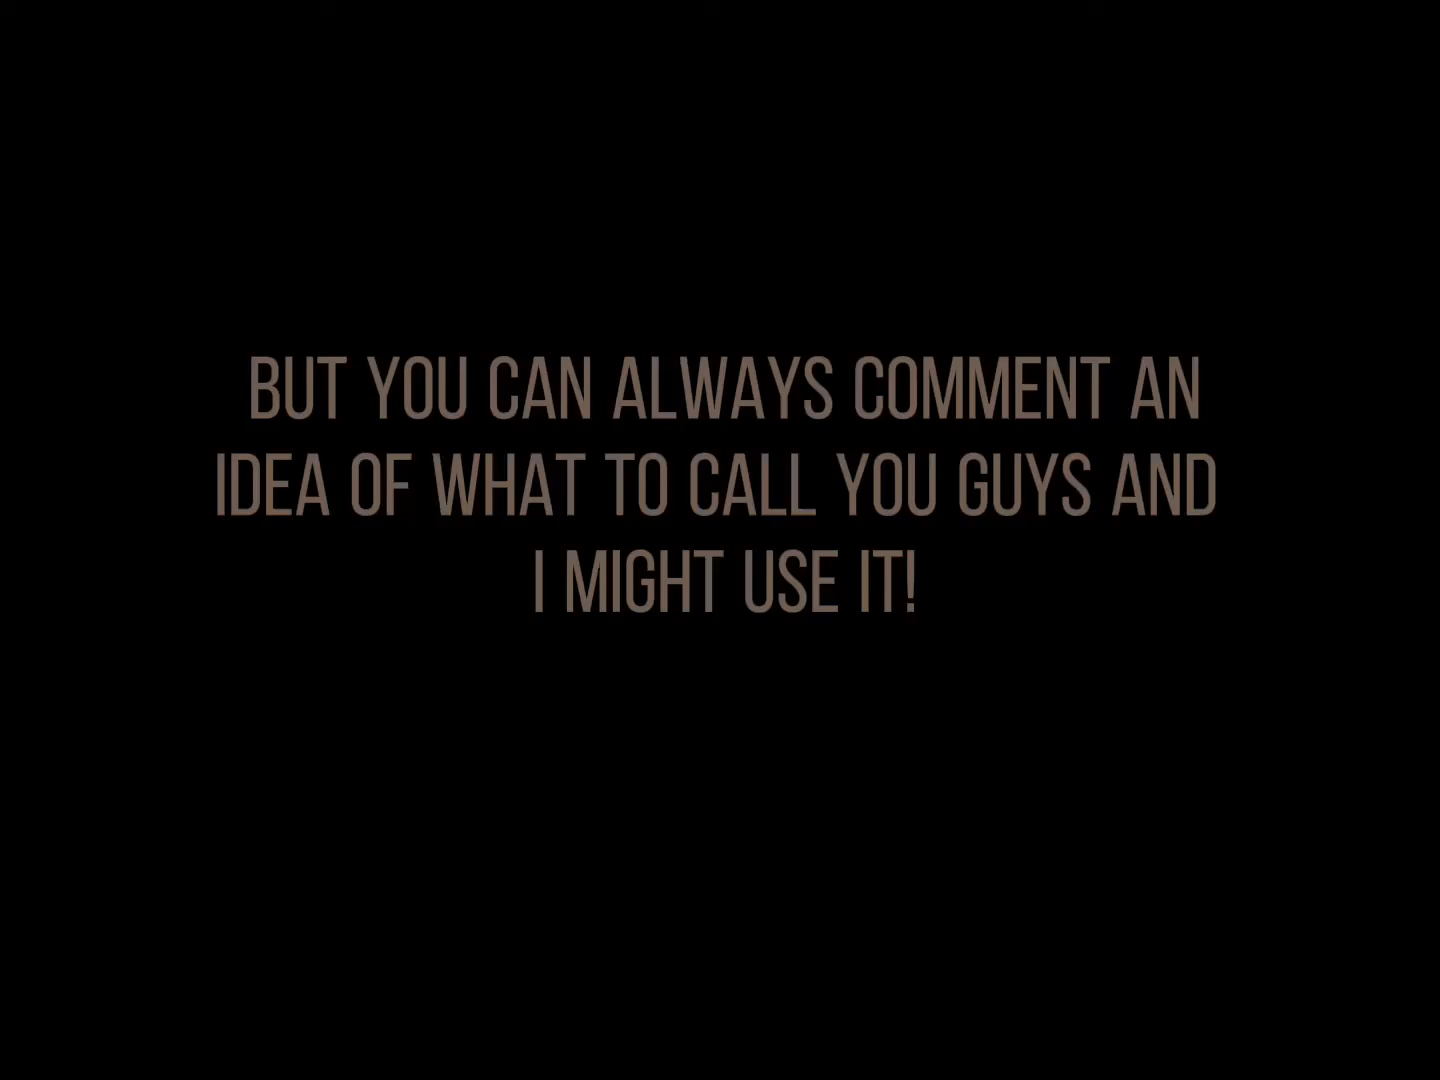 BUT YOU CAN ALWAYS COMMENT AN
IDEA OF WHAT TO CALL YOU GUYS AND
I MIGHT USE IT!